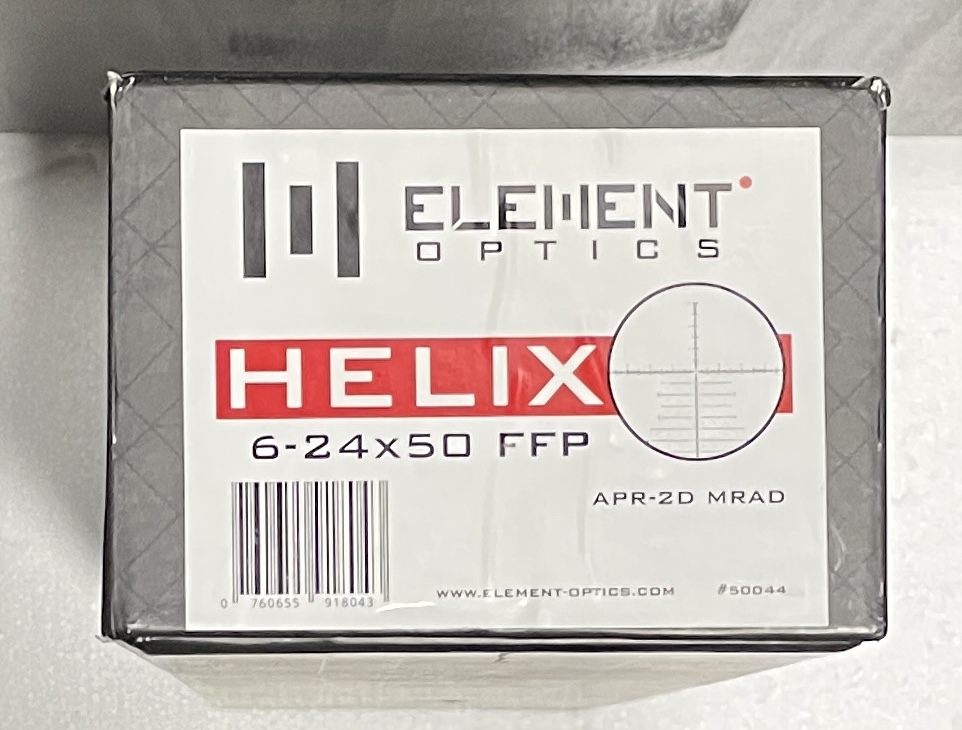 ELEMENT
OPTICS
HELIX
6-24x50 FFP
APR-2D MRAD
0 760655 918043
WWW.ELEMENT-OPTICS.COM
#50044